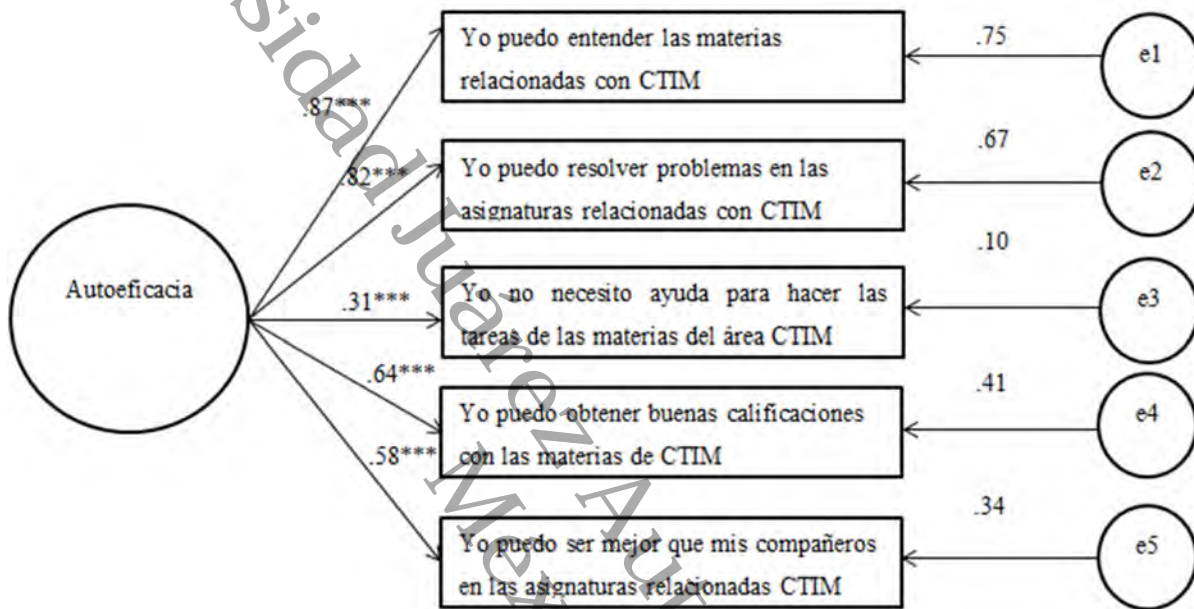 Yo puedo entender las materias
relacionadas con CTIM
.75
e1
.87***
Yo puedo resolver problemas en las
asignaturas relacionadas con CTIM
.67
e2
.82***
Autoeficacia
Yo no necesito ayuda para hacer las
tareas de las materias del área CTIM
.10
e3
.31***
Yo puedo obtener buenas calificaciones
con las materias de CTIM
.41
e4
.64***
Yo puedo ser mejor que mis compañeros
en las asignaturas relacionadas CTIM
.34
e5
.58***
Juárez